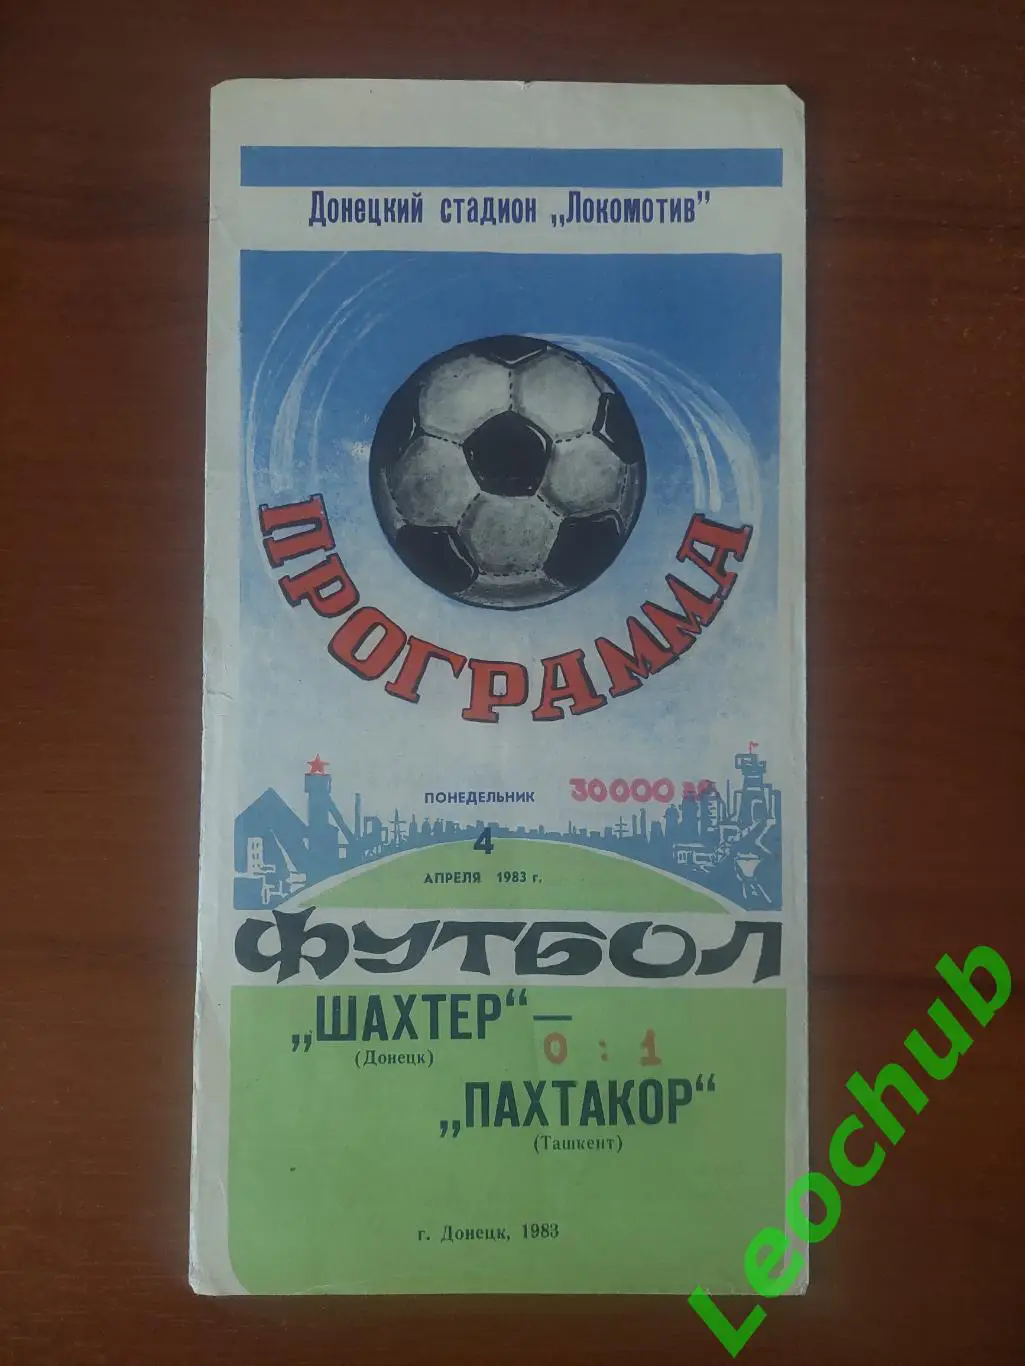 Донецкий стадион „Локомотив”
ПРОГРАММА
ПОНЕДЕЛЬНИК
30000 зр.
4
АПРЕЛЯ 1983 г.
ФУТБОЛ
„ШАХТЕР“—
(Донецк)
0 : 1
„ПАХТАКОР“
(Ташкент)
г. Донецк, 1983
Leochub